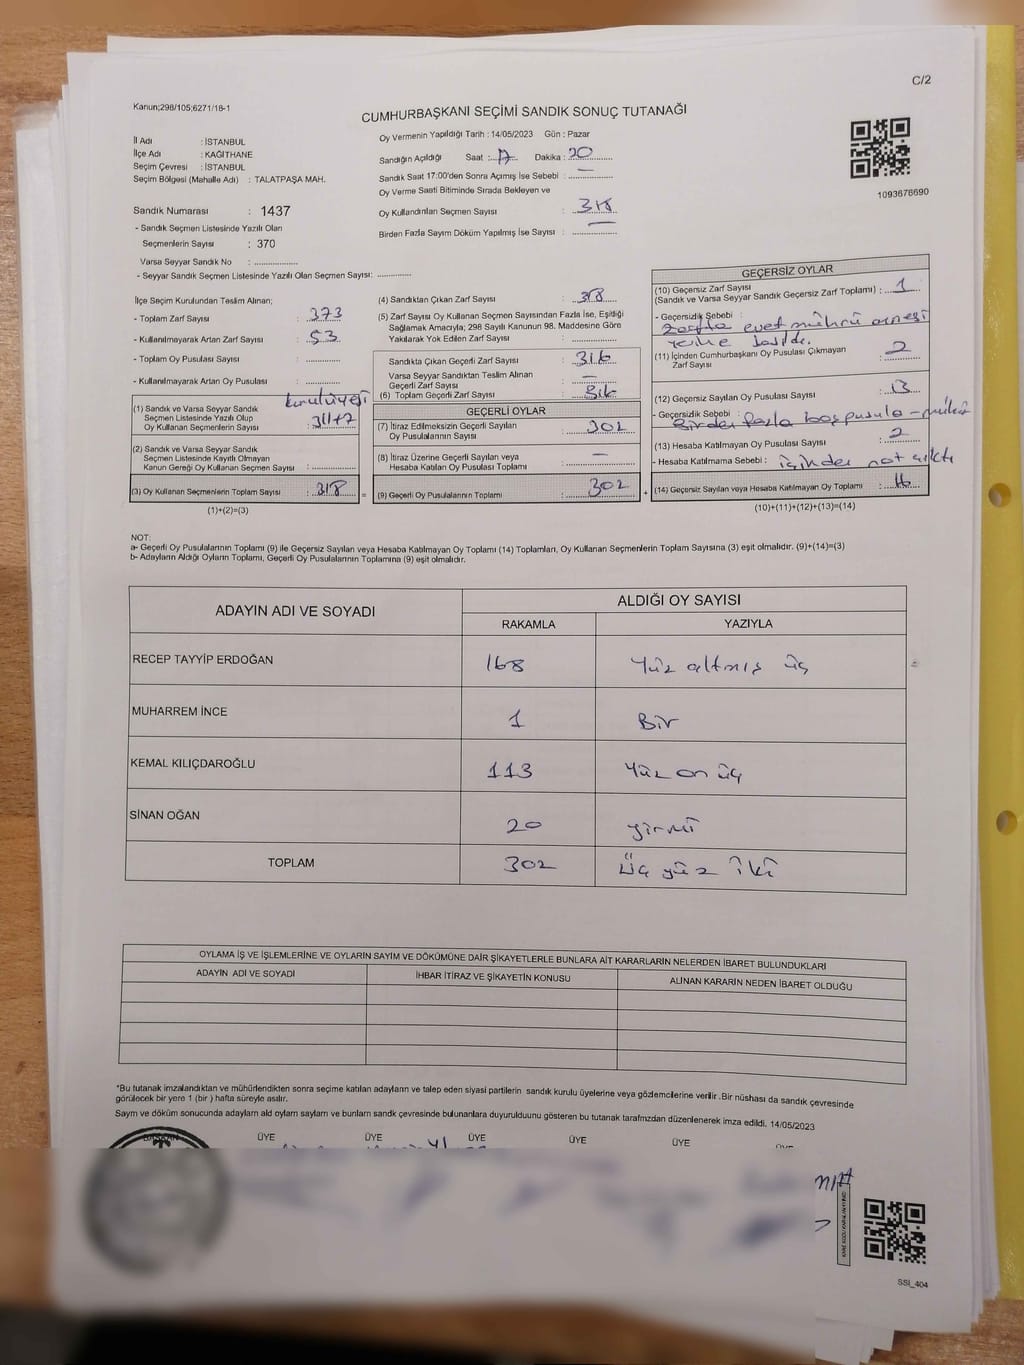 C/2
Kanun;298/105;6271/18-1
CUMHURBAŞKANI SEÇİMİ SANDIK SONUÇ TUTANAĞI
İl Adı : İSTANBUL
İlçe Adı : KAĞITHANE
Seçim Çevresi : İSTANBUL
Seçim Bölgesi (Mahalle Adı) : TALATPAŞA MAH.
Oy Vermenin Yapıldığı Tarih : 14/05/2023 Gün : Pazar
Sandığın Açıldığı Saat : 17 Dakika : 20
Sandık Saat 17:00'den Sonra Açımış İse Sebebi : —
Oy Verme Saati Bitiminde Sırada Bekleyen ve
Oy Kullandırılan Seçmen Sayısı : 318
Birden Fazla Sayım Döküm Yapılmış İse Sayısı : —
1093676690
Sandık Numarası : 1437
- Sandık Seçmen Listesinde Yazılı Olan
Seçmenlerin Sayısı : 370
Varsa Seyyar Sandık No :
- Seyyar Sandık Seçmen Listesinde Yazılı Olan Seçmen Sayısı:
İlçe Seçim Kurulundan Teslim Alınan;
- Toplam Zarf Sayısı : 373
- Kullanılmayarak Artan Zarf Sayısı : 53
- Toplam Oy Pusulası Sayısı :
- Kullanılmayarak Artan Oy Pusulası :
kurul üyesi
(1) Sandık ve Varsa Seyyar Sandık
Seçmen Listesinde Yazılı Olup
Oy Kullanan Seçmenlerin Sayısı : 311+7
(2) Sandık ve Varsa Seyyar Sandık
Seçmen Listesinde Kayıtlı Olmayan
Kanun Gereği Oy Kullanan Seçmen Sayısı :
(3) Oy Kullanan Seçmenlerin Toplam Sayısı : 318 =
(1)+(2)=(3)
(4) Sandıktan Çıkan Zarf Sayısı : 318
(5) Zarf Sayısı Oy Kullanan Seçmen Sayısından Fazla İse, Eşitliği
Sağlamak Amacıyla; 298 Sayılı Kanunun 98. Maddesine Göre
Yakılarak Yok Edilen Zarf Sayısı :
Sandıkta Çıkan Geçerli Zarf Sayısı : 316
Varsa Seyyar Sandıktan Teslim Alınan
Geçerli Zarf Sayısı : —
(6) Toplam Geçerli Zarf Sayısı : 316
GEÇERLİ OYLAR
(7) İtiraz Edilmeksizin Geçerli Sayılan
Oy Pusulalarının Sayısı : 302
(8) İtiraz Üzerine Geçerli Sayılan veya
Hesaba Katılan Oy Pusulası Toplamı : —
(9) Geçerli Oy Pusulalarının Toplamı : 302 +
GEÇERSİZ OYLAR
(10) Geçersiz Zarf Sayısı
(Sandık ve Varsa Seyyar Sandık Geçersiz Zarf Toplamı) : 1
- Geçersizlik Sebebi :
zarfta evet mührü
(11) İçinden Cumhurbaşkanı Oy Pusulası Çıkmayan
Zarf Sayısı : 2
(12) Geçersiz Sayılan Oy Pusulası Sayısı : 13
- Geçersizlik Sebebi :
Birden fazla boş pusula - mühür
(13) Hesaba Katılmayan Oy Pusulası Sayısı : 2
- Hesaba Katılmama Sebebi : içinden not çıktı
(14) Geçersiz Sayılan veya Hesaba Katılmayan Oy Toplamı : 16
(10)+(11)+(12)+(13)=(14)
NOT:
a- Geçerli Oy Pusulalarının Toplamı (9) ile Geçersiz Sayılan veya Hesaba Katılmayan Oy Toplamı (14) Toplamları, Oy Kullanan Seçmenlerin Toplam Sayısına (3) eşit olmalıdır. (9)+(14)=(3)
b- Adayların Aldığı Oyların Toplamı, Geçerli Oy Pusulalarının Toplamına (9) eşit olmalıdır.
ADAYIN ADI VE SOYADI ALDIĞI OY SAYISI
RAKAMLA YAZIYLA
RECEP TAYYİP ERDOĞAN 168 Yüz altmış üç
MUHARREM İNCE 1 Bir
KEMAL KILIÇDAROĞLU 113 Yüz on üç
SİNAN OĞAN 20 yirmi
TOPLAM 302 Üç yüz iki
OYLAMA İŞ VE İŞLEMLERİNE VE OYLARIN SAYIM VE DÖKÜMÜNE DAİR ŞİKAYETLERLE BUNLARA AİT KARARLARIN NELERDEN İBARET BULUNDUKLARI
ADAYIN ADI VE SOYADI İHBAR İTİRAZ VE ŞİKAYETİN KONUSU ALINAN KARARIN NEDEN İBARET OLDUĞU
*Bu tutanak imzalandıktan ve mühürlendikten sonra seçime katılan adayların ve talep eden siyasi partilerin sandık kurulu üyelerine veya gözlemcilerine verilir. Bir nüshası da sandık çevresinde
görülecek bir yere 1 (bir) hafta süreyle asılır.
Sayım ve döküm sonucunda adayların ald oyların sayların ve bunların sandk çevresinde bulunanlara duyurulduunu gösteren bu tutanak tarafmzdan düzenlenerek imza edildi. 14/05/2023
BAŞKAN ÜYE ÜYE ÜYE ÜYE ÜYE
SSI_404